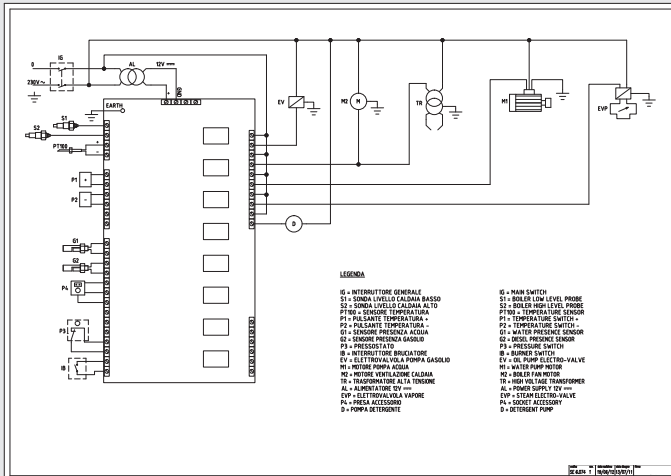 IG
0
230V ~
AL
12V
+
GND
EARTH
S1
S2
PT100
+
-
P1
+
P2
-
G1
G2
P4
P3
IB
EV
M2
M
TR
M1
EVP
D
LEGENDA
IG = INTERRUTTORE GENERALE
S1 = SONDA LIVELLO CALDAIA BASSO
S2 = SONDA LIVELLO CALDAIA ALTO
PT100 = SENSORE TEMPERATURA
P1 = PULSANTE TEMPERATURA +
P2 = PULSANTE TEMPERATURA -
G1 = SENSORE PRESENZA ACQUA
G2 = SENSORE PRESENZA GASOLIO
P3 = PRESSOSTATO
IB = INTERRUTTORE BRUCIATORE
EV = ELETTROVALVOLA POMPA GASOLIO
M1 = MOTORE POMPA ACQUA
M2 = MOTORE VENTILAZIONE CALDAIA
TR = TRASFORMATORE ALTA TENSIONE
AL = ALIMENTATORE 12V
EVP = ELETTROVALVOLA VAPORE
P4 = PRESA ACCESSORIO
D = POMPA DETERGENTE
IG = MAIN SWITCH
S1 = BOILER LOW LEVEL PROBE
S2 = BOILER HIGH LEVEL PROBE
PT100 = TEMPERATURE SENSOR
P1 = TEMPERATURE SWITCH +
P2 = TEMPERATURE SWITCH -
G1 = WATER PRESENCE SENSOR
G2 = DIESEL PRESENCE SENSOR
P3 = PRESSURE SWITCH
IB = BURNER SWITCH
EV = OIL PUMP ELECTRO-VALVE
M1 = WATER PUMP MOTOR
M2 = BOILER FAN MOTOR
TR = HIGH VOLTAGE TRANSFORMER
AL = POWER SUPPLY 12V
EVP = STEAM ELECTRO-VALVE
P4 = SOCKET ACCESSORY
D = DETERGENT PUMP